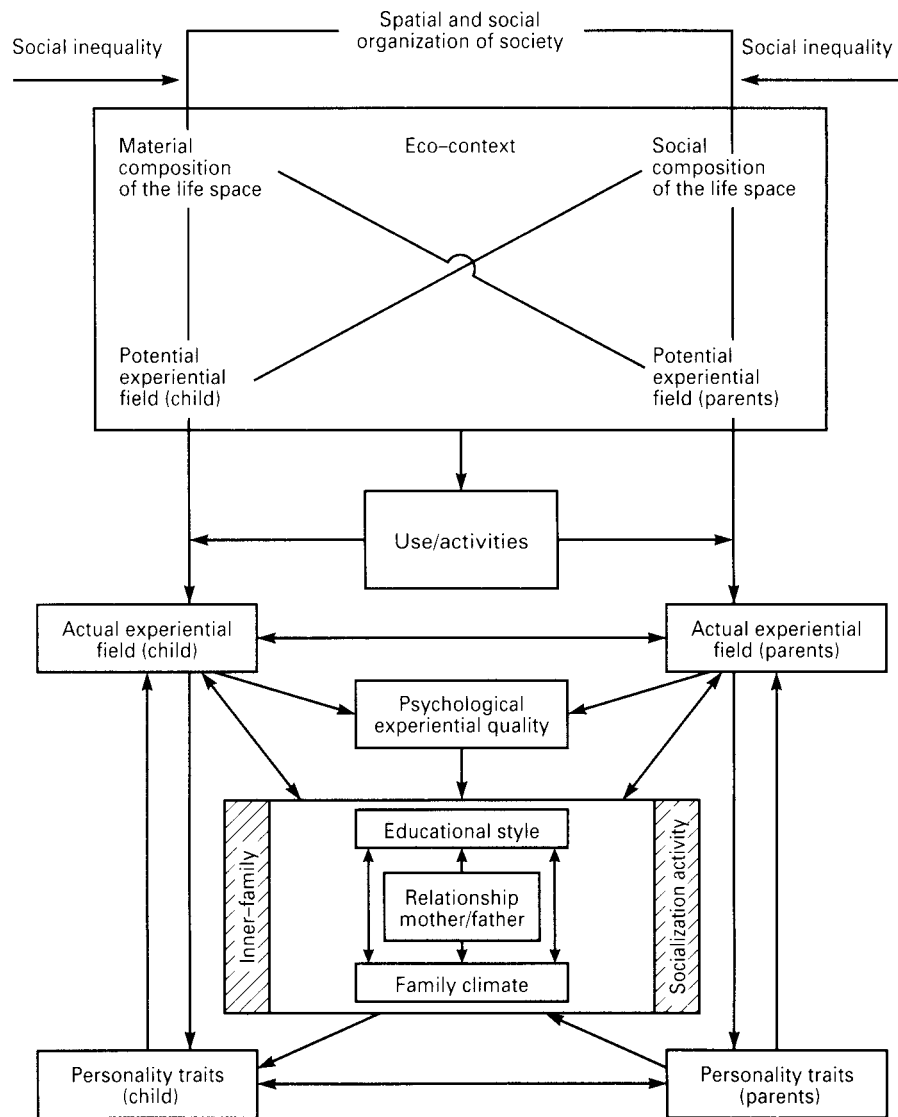 Spatial and social
organization of society
Social inequality
Social inequality
Eco–context
Material
composition
of the life space
Social
composition
of the life space
Potential
experiential
field (child)
Potential
experiential
field (parents)
Use/activities
Actual experiential
field (child)
Actual experiential
field (parents)
Psychological
experiential quality
Inner–family
Educational style
Relationship
mother/father
Family climate
Socialization activity
Personality traits
(child)
Personality traits
(parents)